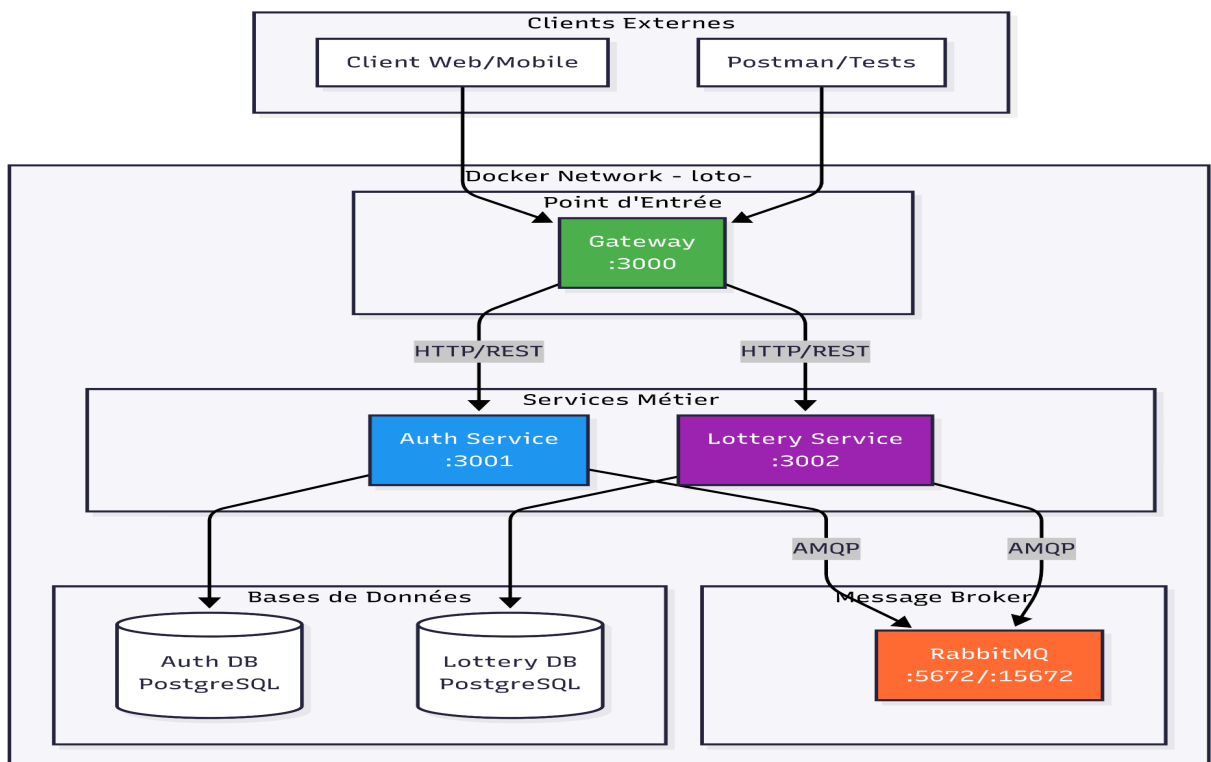 Clients Externes
Client Web/Mobile
Postman/Tests
Docker Network - loto-
Point d'Entrée
Gateway
:3000
HTTP/REST
HTTP/REST
Services Métier
Auth Service
:3001
Lottery Service
:3002
AMQP
AMQP
Bases de Données
Message Broker
Auth DB
PostgreSQL
Lottery DB
PostgreSQL
RabbitMQ
:5672/:15672